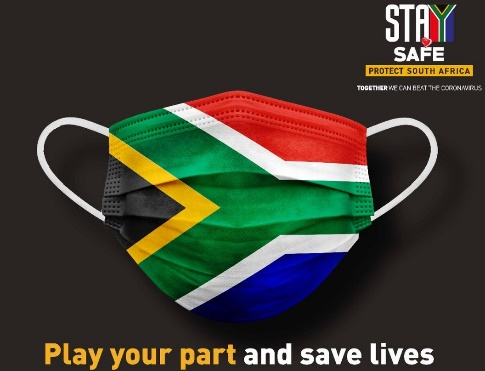 STAY
SAFE
PROTECT SOUTH AFRICA
TOGETHER WE CAN BEAT THE CORONAVIRUS
Play your part and save lives